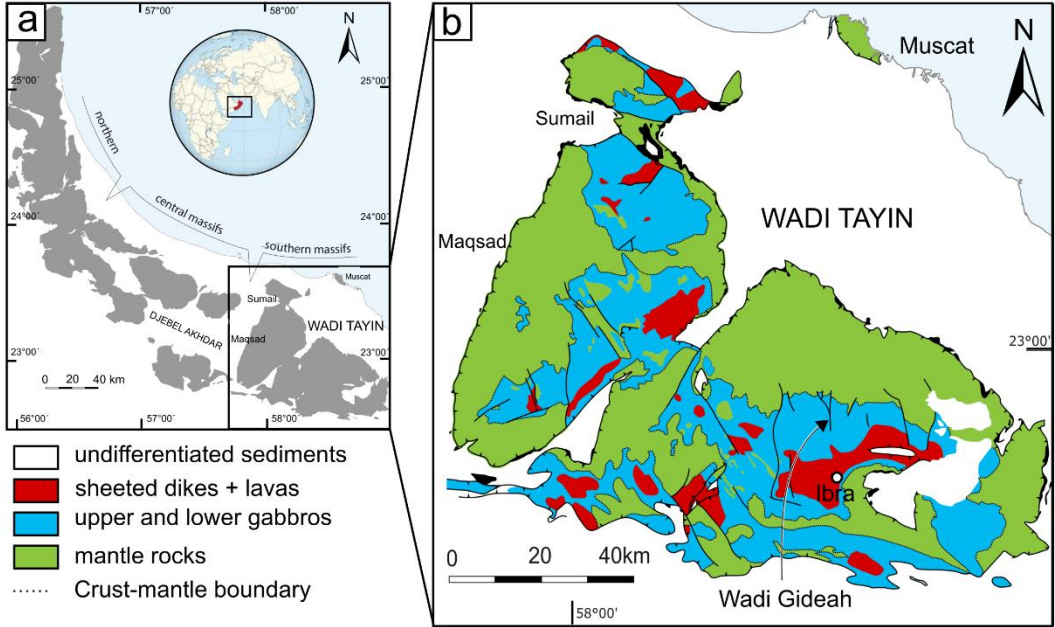 a
57°00'
58°00'
N
25°00'
25°00'
northern
central massifs
24°00'
24°00'
southern massifs
Muscat
Sumail
DJEBEL AKHDAR
WADI TAYIN
Maqsad
23°00'
23°00'
0 20 40 km
56°00'
57°00'
58°00'
undifferentiated sediments
sheeted dikes + lavas
upper and lower gabbros
mantle rocks
Crust-mantle boundary
b
Muscat
N
Sumail
WADI TAYIN
Maqsad
23°00'
Ibra
0 20 40km
Wadi Gideah
58°00'